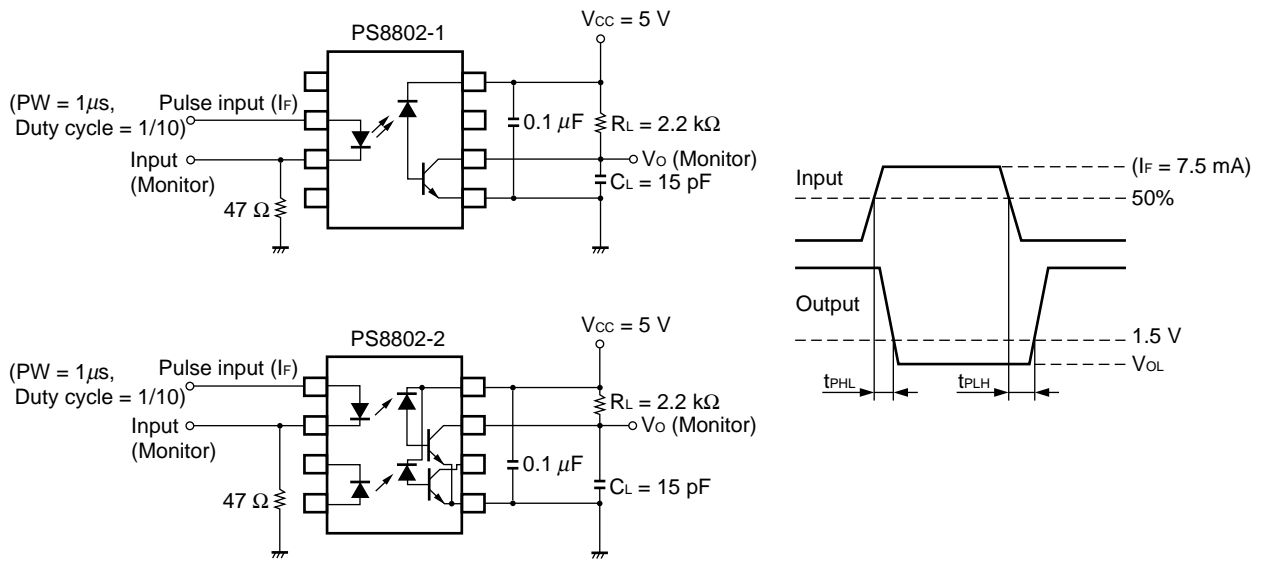 VCC = 5 V
PS8802-1
(PW = 1μs,
Duty cycle = 1/10)
Pulse input (IF)
Input
(Monitor)
47 Ω
0.1 μF
RL = 2.2 kΩ
VO (Monitor)
CL = 15 pF
VCC = 5 V
PS8802-2
(PW = 1μs,
Duty cycle = 1/10)
Pulse input (IF)
Input
(Monitor)
47 Ω
0.1 μF
RL = 2.2 kΩ
VO (Monitor)
CL = 15 pF
Input
(IF = 7.5 mA)
50%
Output
1.5 V
VOL
tPHL
tPLH